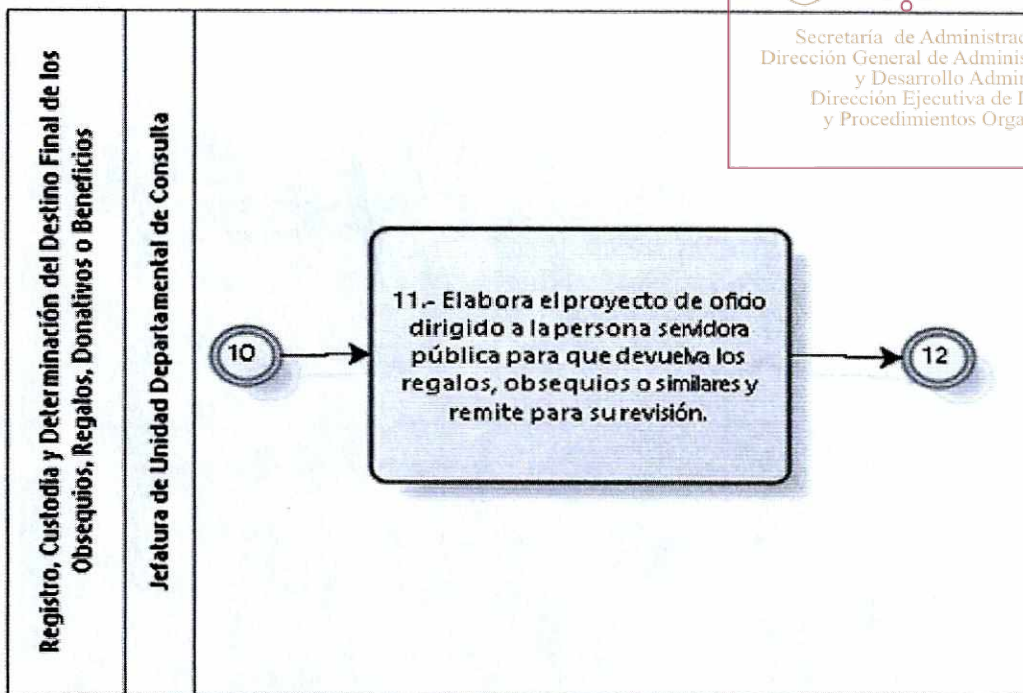 Secretaría de Administrac
Dirección General de Adminis
y Desarrollo Admin
Dirección Ejecutiva de
y Procedimientos Orga
Registro, Custodia y Determinación del Destino Final de los
Obsequios, Regalos, Donativos o Beneficios
Jefatura de Unidad Departamental de Consulta
10
11.- Elabora el proyecto de oficio
dirigido a la persona servidora
pública para que devuelva los
regalos, obsequios o similares y
remite para su revisión.
12